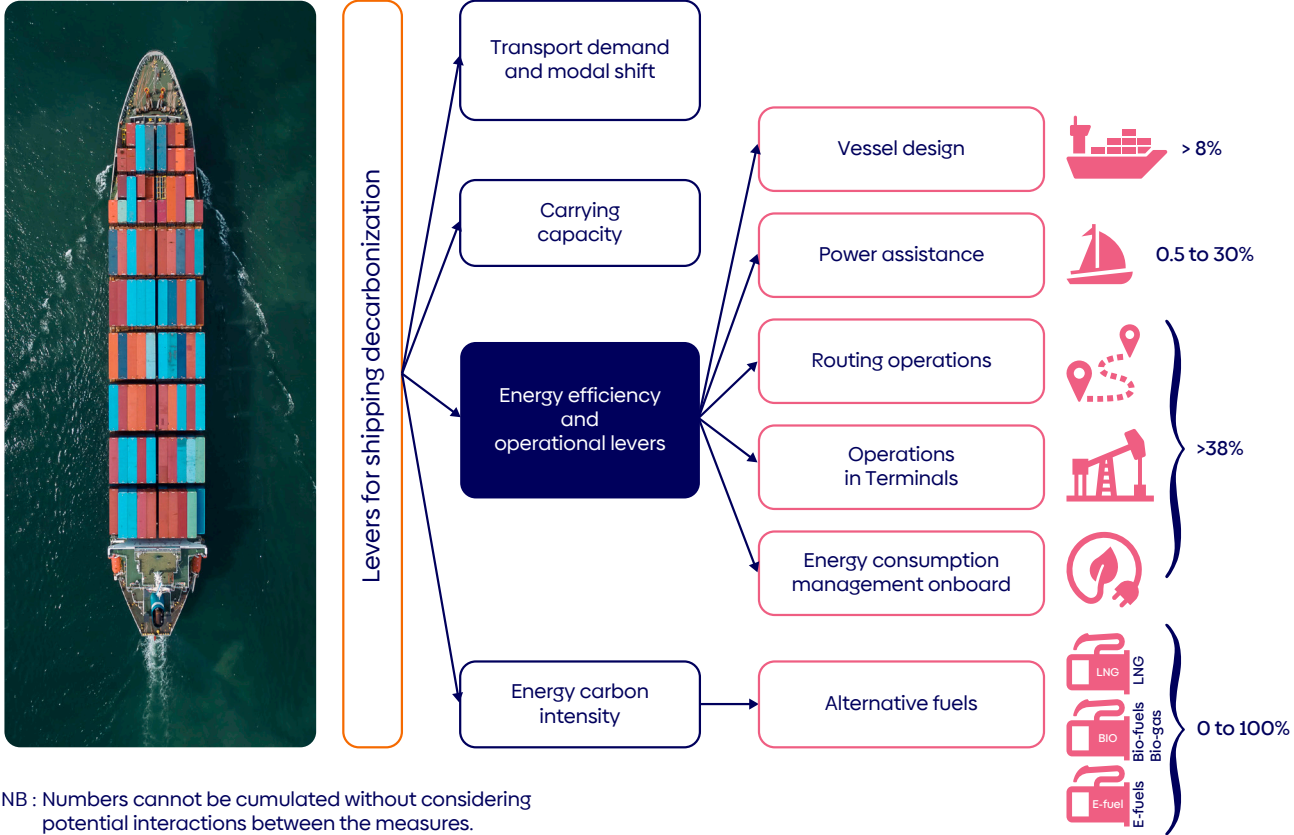 Levers for shipping decarbonization
Transport demand
and modal shift
Carrying
capacity
Energy efficiency
and
operational levers
Energy carbon
intensity
Vessel design
> 8%
Power assistance
0.5 to 30%
Routing operations
Operations
in Terminals
Energy consumption
management onboard
>38%
Alternative fuels
LNG
LNG
BIO
Bio-fuels
Bio-gas
E-fuel
E-fuels
0 to 100%
NB : Numbers cannot be cumulated without considering
potential interactions between the measures.